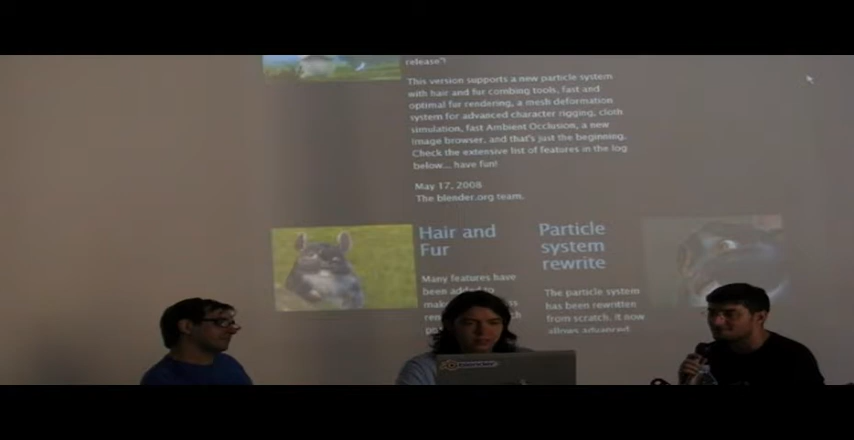 release"!
This version supports a new particle system
with hair and fur combing tools, fast and
optimal fur rendering, a mesh deformation
system for advanced character rigging, cloth
simulation, fast Ambient Occlusion, a new
Image browser, and that's just the beginning.
Check the extensive list of features in the log
below... have fun!
May 17, 2008
The blender.org team.
Hair and
Fur
Many features have
been added to
Particle
system
rewrite
The particle system
has been rewritten
from scratch. It now
allows advanced
blender